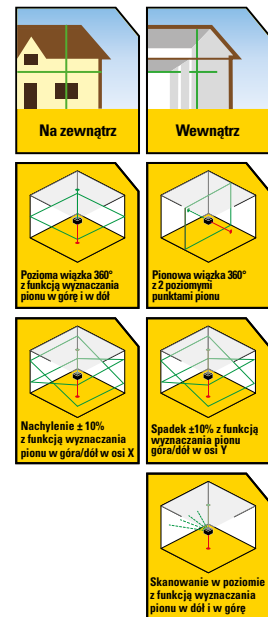 Na zewnątrz
Wewnątrz
Pozioma wiązka 360°
z funkcją wyznaczania
pionu w górę i w dół
Pionowa wiązka 360°
z 2 poziomymi
punktami pionu
Nachylenie ± 10%
z funkcją wyznaczania
pionu w góra/dół w osi X
Spadek ±10% z funkcją
wyznaczania pionu
góra/dół w osi Y
Skanowanie w poziomie
z funkcją wyznaczania
pionu w dół i w górę